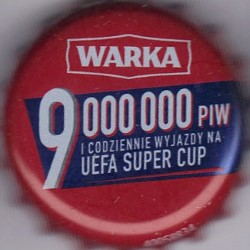 WARKA
9 000 000 PIW
I CODZIENNIE WYJAZDY NA
UEFA SUPER CUP